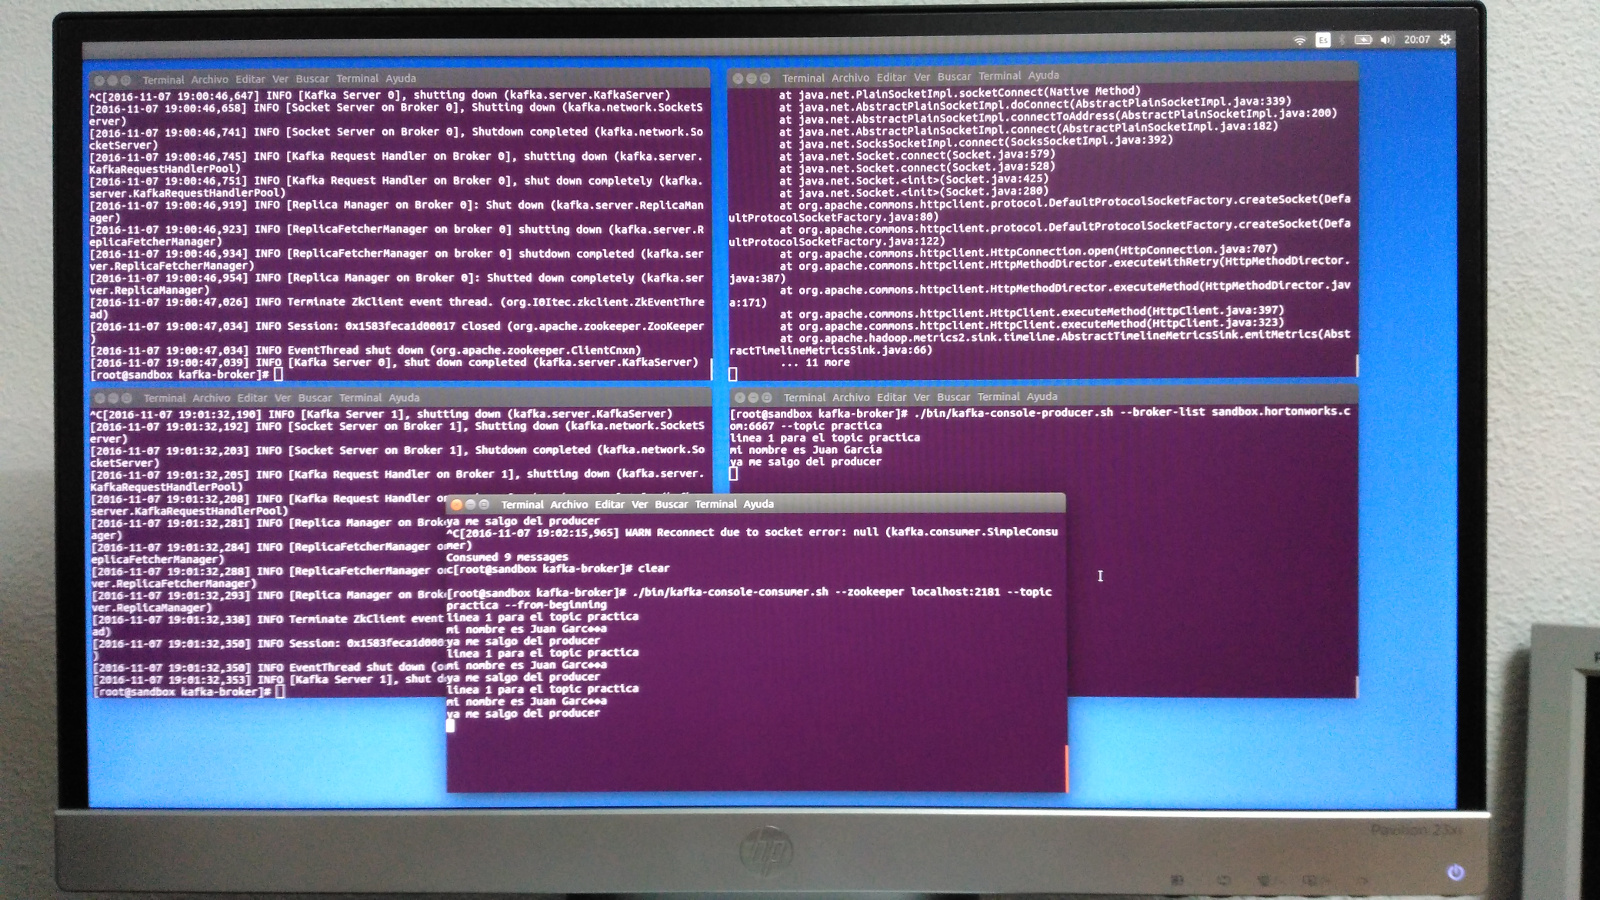 Es 20:07
Terminal Archivo Editar Ver Buscar Terminal Ayuda
^C[2016-11-07 19:00:46,647] INFO [Kafka Server 0], shutting down (kafka.server.KafkaServer)
[2016-11-07 19:00:46,658] INFO [Socket Server on Broker 0], Shutting down (kafka.network.SocketS
erver)
[2016-11-07 19:00:46,741] INFO [Socket Server on Broker 0], Shutdown completed (kafka.network.So
cketServer)
[2016-11-07 19:00:46,745] INFO [Kafka Request Handler on Broker 0], shutting down (kafka.server.
KafkaRequestHandlerPool)
[2016-11-07 19:00:46,751] INFO [Kafka Request Handler on Broker 0], shut down completely (kafka.
server.KafkaRequestHandlerPool)
[2016-11-07 19:00:46,919] INFO [Replica Manager on Broker 0]: Shut down (kafka.server.ReplicaMan
ager)
[2016-11-07 19:00:46,923] INFO [ReplicaFetcherManager on broker 0] shutting down (kafka.server.R
eplicaFetcherManager)
[2016-11-07 19:00:46,934] INFO [ReplicaFetcherManager on broker 0] shutdown completed (kafka.ser
ver.ReplicaFetcherManager)
[2016-11-07 19:00:46,954] INFO [Replica Manager on Broker 0]: Shutted down completely (kafka.ser
ver.ReplicaManager)
[2016-11-07 19:00:47,026] INFO Terminate ZkClient event thread. (org.I0Itec.zkclient.ZkEventThre
ad)
[2016-11-07 19:00:47,034] INFO Session: 0x1583feca1d00017 closed (org.apache.zookeeper.ZooKeeper
)
[2016-11-07 19:00:47,034] INFO EventThread shut down (org.apache.zookeeper.ClientCnxn)
[2016-11-07 19:00:47,039] INFO [Kafka Server 0], shut down completed (kafka.server.KafkaServer)
[root@sandbox kafka-broker]#
Terminal Archivo Editar Ver Buscar Terminal Ayuda
at java.net.PlainSocketImpl.socketConnect(Native Method)
at java.net.AbstractPlainSocketImpl.doConnect(AbstractPlainSocketImpl.java:339)
at java.net.AbstractPlainSocketImpl.connectToAddress(AbstractPlainSocketImpl.java:200)
at java.net.AbstractPlainSocketImpl.connect(AbstractPlainSocketImpl.java:182)
at java.net.SocksSocketImpl.connect(SocksSocketImpl.java:392)
at java.net.Socket.connect(Socket.java:579)
at java.net.Socket.connect(Socket.java:528)
at java.net.Socket.<init>(Socket.java:425)
at java.net.Socket.<init>(Socket.java:280)
at org.apache.commons.httpclient.protocol.DefaultProtocolSocketFactory.createSocket(Defa
ultProtocolSocketFactory.java:80)
at org.apache.commons.httpclient.protocol.DefaultProtocolSocketFactory.createSocket(Defa
ultProtocolSocketFactory.java:122)
at org.apache.commons.httpclient.HttpConnection.open(HttpConnection.java:707)
at org.apache.commons.httpclient.HttpMethodDirector.executeWithRetry(HttpMethodDirector.
java:387)
at org.apache.commons.httpclient.HttpMethodDirector.executeMethod(HttpMethodDirector.jav
a:171)
at org.apache.commons.httpclient.HttpClient.executeMethod(HttpClient.java:397)
at org.apache.commons.httpclient.HttpClient.executeMethod(HttpClient.java:323)
at org.apache.hadoop.metrics2.sink.timeline.AbstractTimelineMetricsSink.emitMetrics(Abst
ractTimelineMetricsSink.java:66)
... 11 more
Terminal Archivo Editar Ver Buscar Terminal Ayuda
^C[2016-11-07 19:01:32,190] INFO [Kafka Server 1], shutting down (kafka.server.KafkaServer)
[2016-11-07 19:01:32,192] INFO [Socket Server on Broker 1], Shutting down (kafka.network.SocketS
erver)
[2016-11-07 19:01:32,203] INFO [Socket Server on Broker 1], Shutdown completed (kafka.network.So
cketServer)
[2016-11-07 19:01:32,205] INFO [Kafka Request Handler on Broker 1], shutting down (kafka.server.
KafkaRequestHandlerPool)
[2016-11-07 19:01:32,208] INFO [Kafka Request Handler o
server.KafkaRequestHandlerPool)
[2016-11-07 19:01:32,281] INFO [Replica Manager on Brok
ager)
[2016-11-07 19:01:32,284] INFO [ReplicaFetcherManager o
eplicaFetcherManager)
[2016-11-07 19:01:32,288] INFO [ReplicaFetcherManager o
ver.ReplicaFetcherManager)
[2016-11-07 19:01:32,293] INFO [Replica Manager on Brok
ver.ReplicaManager)
[2016-11-07 19:01:32,338] INFO Terminate ZkClient event
ad)
[2016-11-07 19:01:32,350] INFO Session: 0x1583feca1d000
)
[2016-11-07 19:01:32,350] INFO EventThread shut down (o
[2016-11-07 19:01:32,353] INFO [Kafka Server 1], shut d
[root@sandbox kafka-broker]#
Terminal Archivo Editar Ver Buscar Terminal Ayuda
[root@sandbox kafka-broker]# ./bin/kafka-console-producer.sh --broker-list sandbox.hortonworks.c
om:6667 --topic practica
linea 1 para el topic practica
mi nombre es Juan García
ya me salgo del producer
Terminal Archivo Editar Ver Buscar Terminal Ayuda
ya me salgo del producer
^C[2016-11-07 19:02:15,965] WARN Reconnect due to socket error: null (kafka.consumer.SimpleConsu
mer)
Consumed 9 messages
c[root@sandbox kafka-broker]# clear
[root@sandbox kafka-broker]# ./bin/kafka-console-consumer.sh --zookeeper localhost:2181 --topic
practica --from-beginning
linea 1 para el topic practica
mi nombre es Juan Garc��a
ya me salgo del producer
linea 1 para el topic practica
mi nombre es Juan Garc��a
ya me salgo del producer
linea 1 para el topic practica
mi nombre es Juan Garc��a
ya me salgo del producer
hp
Pavilion 23xi